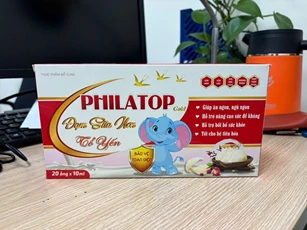 PHILATOP
Gold
Đạm Sữa Non
Tổ Yến
Giúp ăn ngon, ngủ ngon
Hỗ trợ nâng cao sức đề kháng
Hỗ trợ bồi bổ sức khỏe
Tốt cho hệ tiêu hóa
20 ống x 10ml